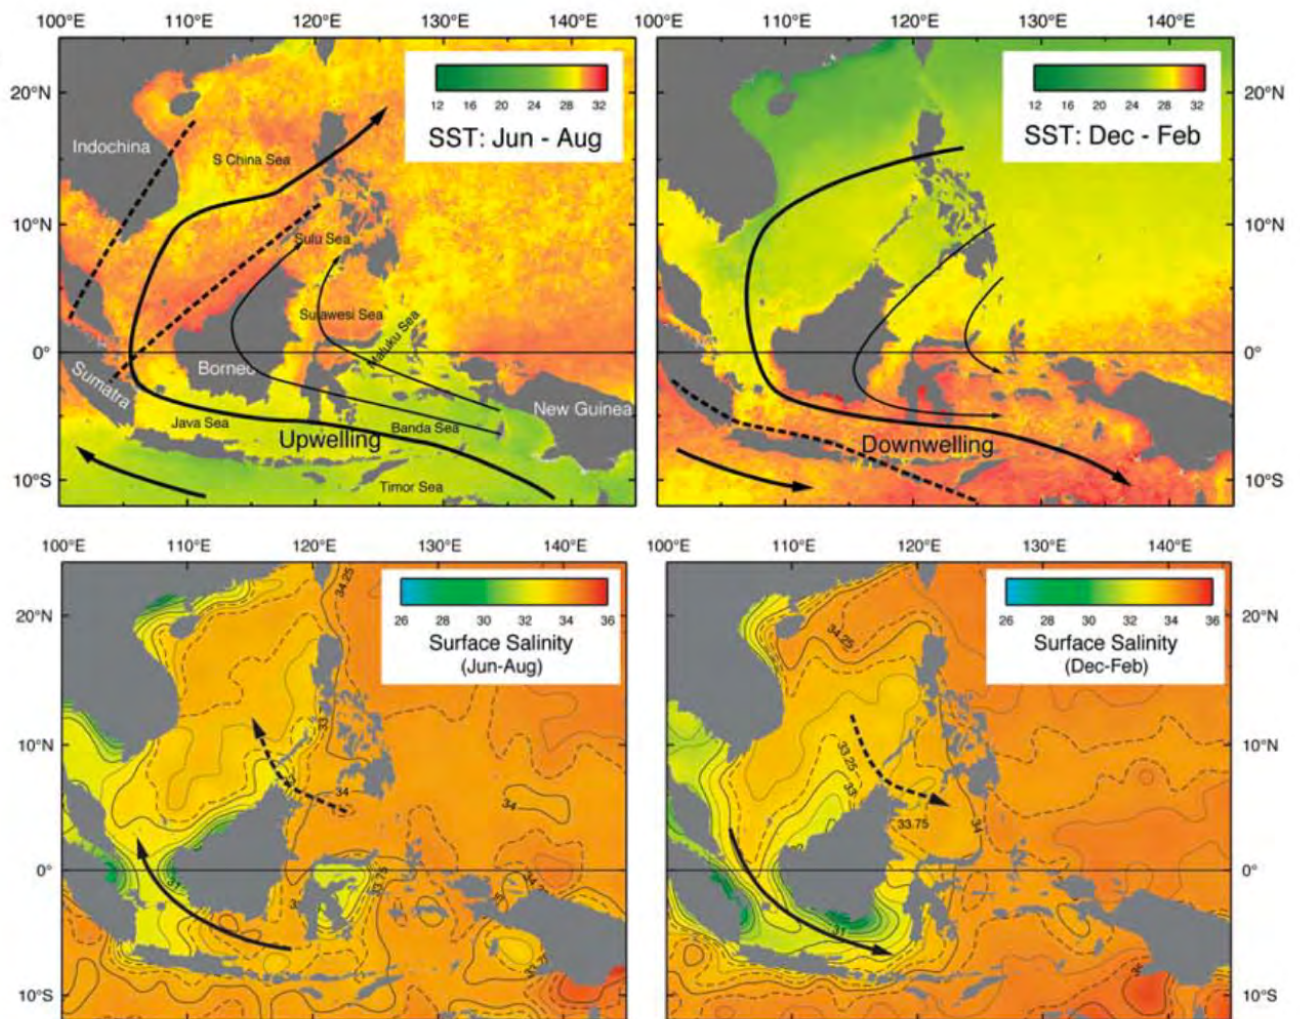 100°E 110°E 120°E 130°E 140°E 100°E 110°E 120°E 130°E 140°E
20°N 12 16 20 24 28 32 12 16 20 24 28 32 20°N
SST: Jun - Aug SST: Dec - Feb
Indochina
S China Sea
10°N 10°N
Sulu Sea
Sulawesi Sea
Maluku Sea
0° 0°
Sumatra
Borneo
New Guinea
Java Sea
Banda Sea
Upwelling Downwelling
10°S Timor Sea 10°S
100°E 110°E 120°E 130°E 140°E 100°E 110°E 120°E 130°E 140°E
34.25
26 28 30 32 34 36 26 28 30 32 34 36
20°N 20°N
Surface Salinity Surface Salinity
(Jun-Aug) (Dec-Feb)
34.25
33
10°N 10°N
33.25
34 34 33
33.75 34
0° 0°
31 33.75
31
10°S 10°S